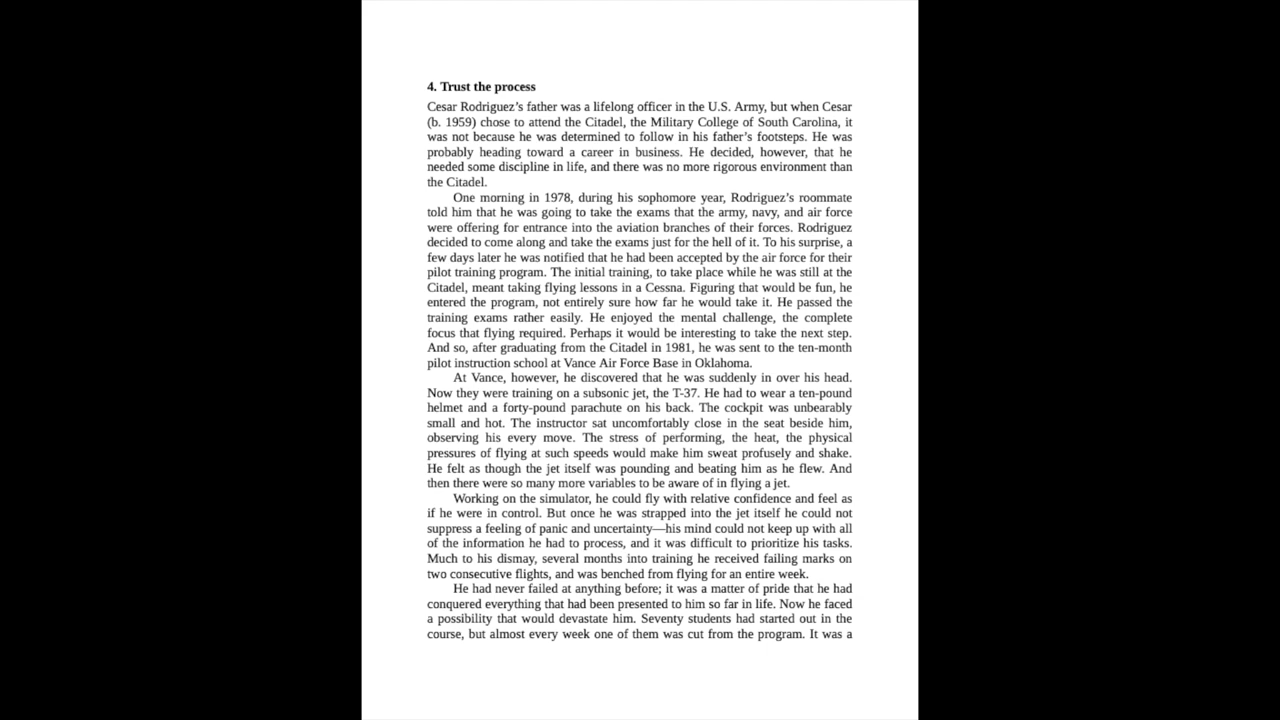 4. Trust the process
Cesar Rodriguez’s father was a lifelong officer in the U.S. Army, but when Cesar
(b. 1959) chose to attend the Citadel, the Military College of South Carolina, it
was not because he was determined to follow in his father’s footsteps. He was
probably heading toward a career in business. He decided, however, that he
needed some discipline in life, and there was no more rigorous environment than
the Citadel.
One morning in 1978, during his sophomore year, Rodriguez’s roommate
told him that he was going to take the exams that the army, navy, and air force
were offering for entrance into the aviation branches of their forces. Rodriguez
decided to come along and take the exams just for the hell of it. To his surprise, a
few days later he was notified that he had been accepted by the air force for their
pilot training program. The initial training, to take place while he was still at the
Citadel, meant taking flying lessons in a Cessna. Figuring that would be fun, he
entered the program, not entirely sure how far he would take it. He passed the
training exams rather easily. He enjoyed the mental challenge, the complete
focus that flying required. Perhaps it would be interesting to take the next step.
And so, after graduating from the Citadel in 1981, he was sent to the ten-month
pilot instruction school at Vance Air Force Base in Oklahoma.
At Vance, however, he discovered that he was suddenly in over his head.
Now they were training on a subsonic jet, the T-37. He had to wear a ten-pound
helmet and a forty-pound parachute on his back. The cockpit was unbearably
small and hot. The instructor sat uncomfortably close in the seat beside him,
observing his every move. The stress of performing, the heat, the physical
pressures of flying at such speeds would make him sweat profusely and shake.
He felt as though the jet itself was pounding and beating him as he flew. And
then there were so many more variables to be aware of in flying a jet.
Working on the simulator, he could fly with relative confidence and feel as
if he were in control. But once he was strapped into the jet itself he could not
suppress a feeling of panic and uncertainty—his mind could not keep up with all
of the information he had to process, and it was difficult to prioritize his tasks.
Much to his dismay, several months into training he received failing marks on
two consecutive flights, and was benched from flying for an entire week.
He had never failed at anything before; it was a matter of pride that he had
conquered everything that had been presented to him so far in life. Now he faced
a possibility that would devastate him. Seventy students had started out in the
course, but almost every week one of them was cut from the program. It was a